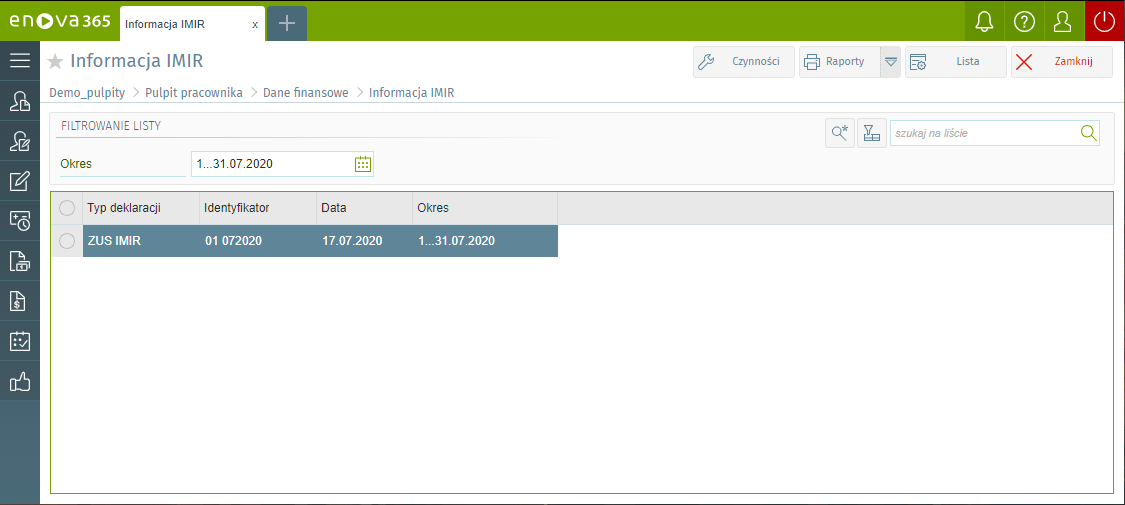 enova365
Informacja IMIR x
Informacja IMIR
Czynności Raporty Lista Zamknij
Demo_pulpity > Pulpit pracownika > Dane finansowe > Informacja IMIR
FILTROWANIE LISTY
szukaj na liście
Okres 1...31.07.2020
Typ deklaracji Identyfikator Data Okres
ZUS IMIR 01 072020 17.07.2020 1...31.07.2020